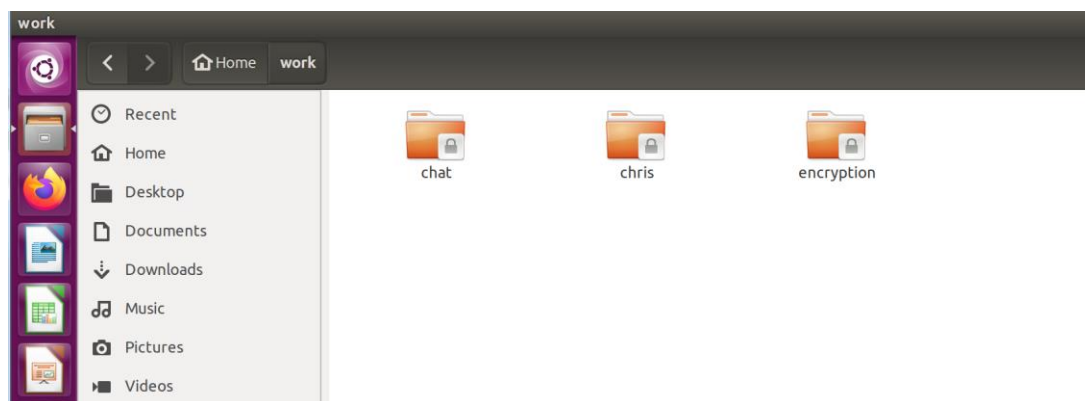 work
Home work
Recent
Home
Desktop
Documents
Downloads
Music
Pictures
Videos
chat chris encryption